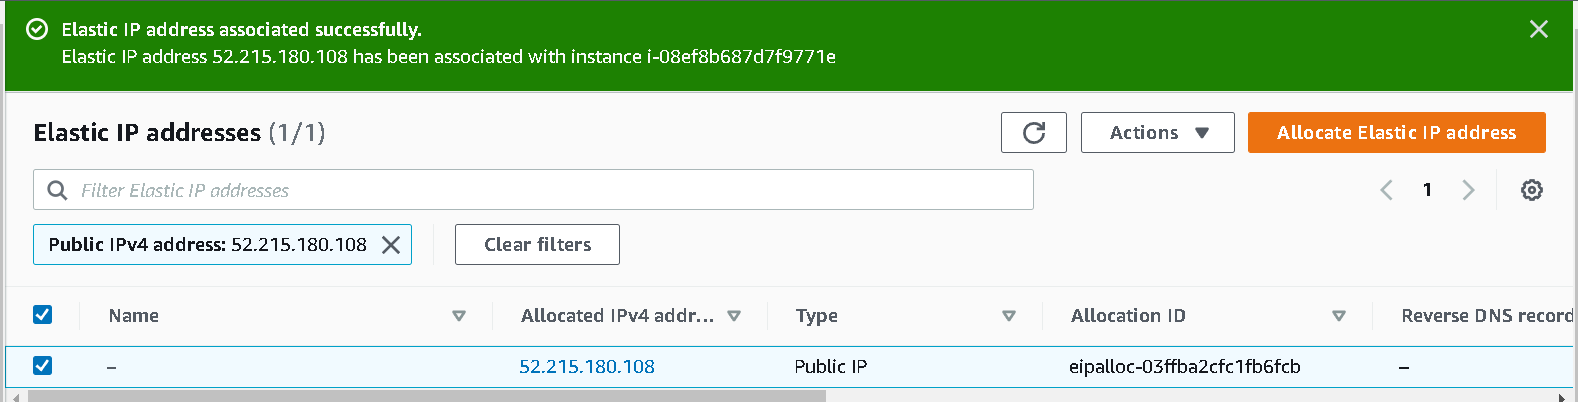 Elastic IP address associated successfully.
Elastic IP address 52.215.180.108 has been associated with instance i-08ef8b687d7f9771e
Elastic IP addresses (1/1)
Actions
Allocate Elastic IP address
Filter Elastic IP addresses
1
Public IPv4 address: 52.215.180.108
Clear filters
Name Allocated IPv4 addr... Type Allocation ID Reverse DNS record
– 52.215.180.108 Public IP eipalloc-03ffba2cfc1fb6fcb –